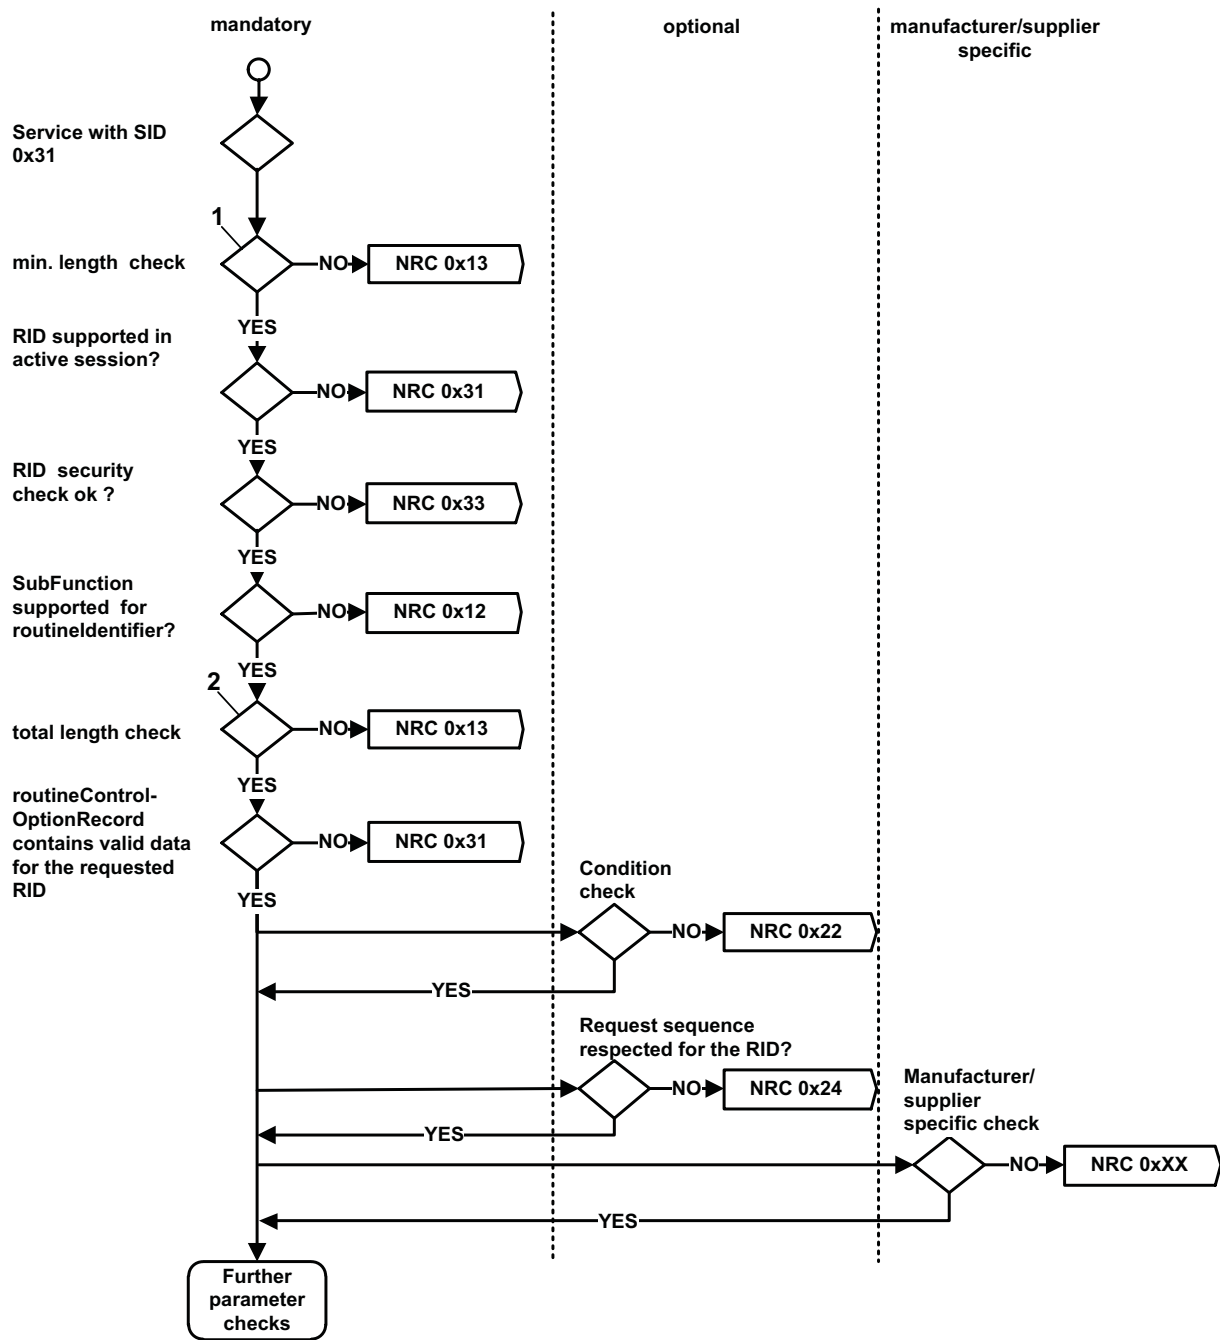 mandatory
optional
manufacturer/supplier
specific
Service with SID
0x31
1
min. length check
NO
NRC 0x13
YES
RID supported in
active session?
NO
NRC 0x31
YES
RID security
check ok ?
NO
NRC 0x33
YES
SubFunction
supported for
routineIdentifier?
NO
NRC 0x12
YES
2
total length check
NO
NRC 0x13
YES
routineControl-
OptionRecord
contains valid data
for the requested
RID
NO
NRC 0x31
YES
Condition
check
NO
NRC 0x22
YES
Request sequence
respected for the RID?
NO
NRC 0x24
YES
Manufacturer/
supplier
specific check
NO
NRC 0xXX
YES
Further
parameter
checks